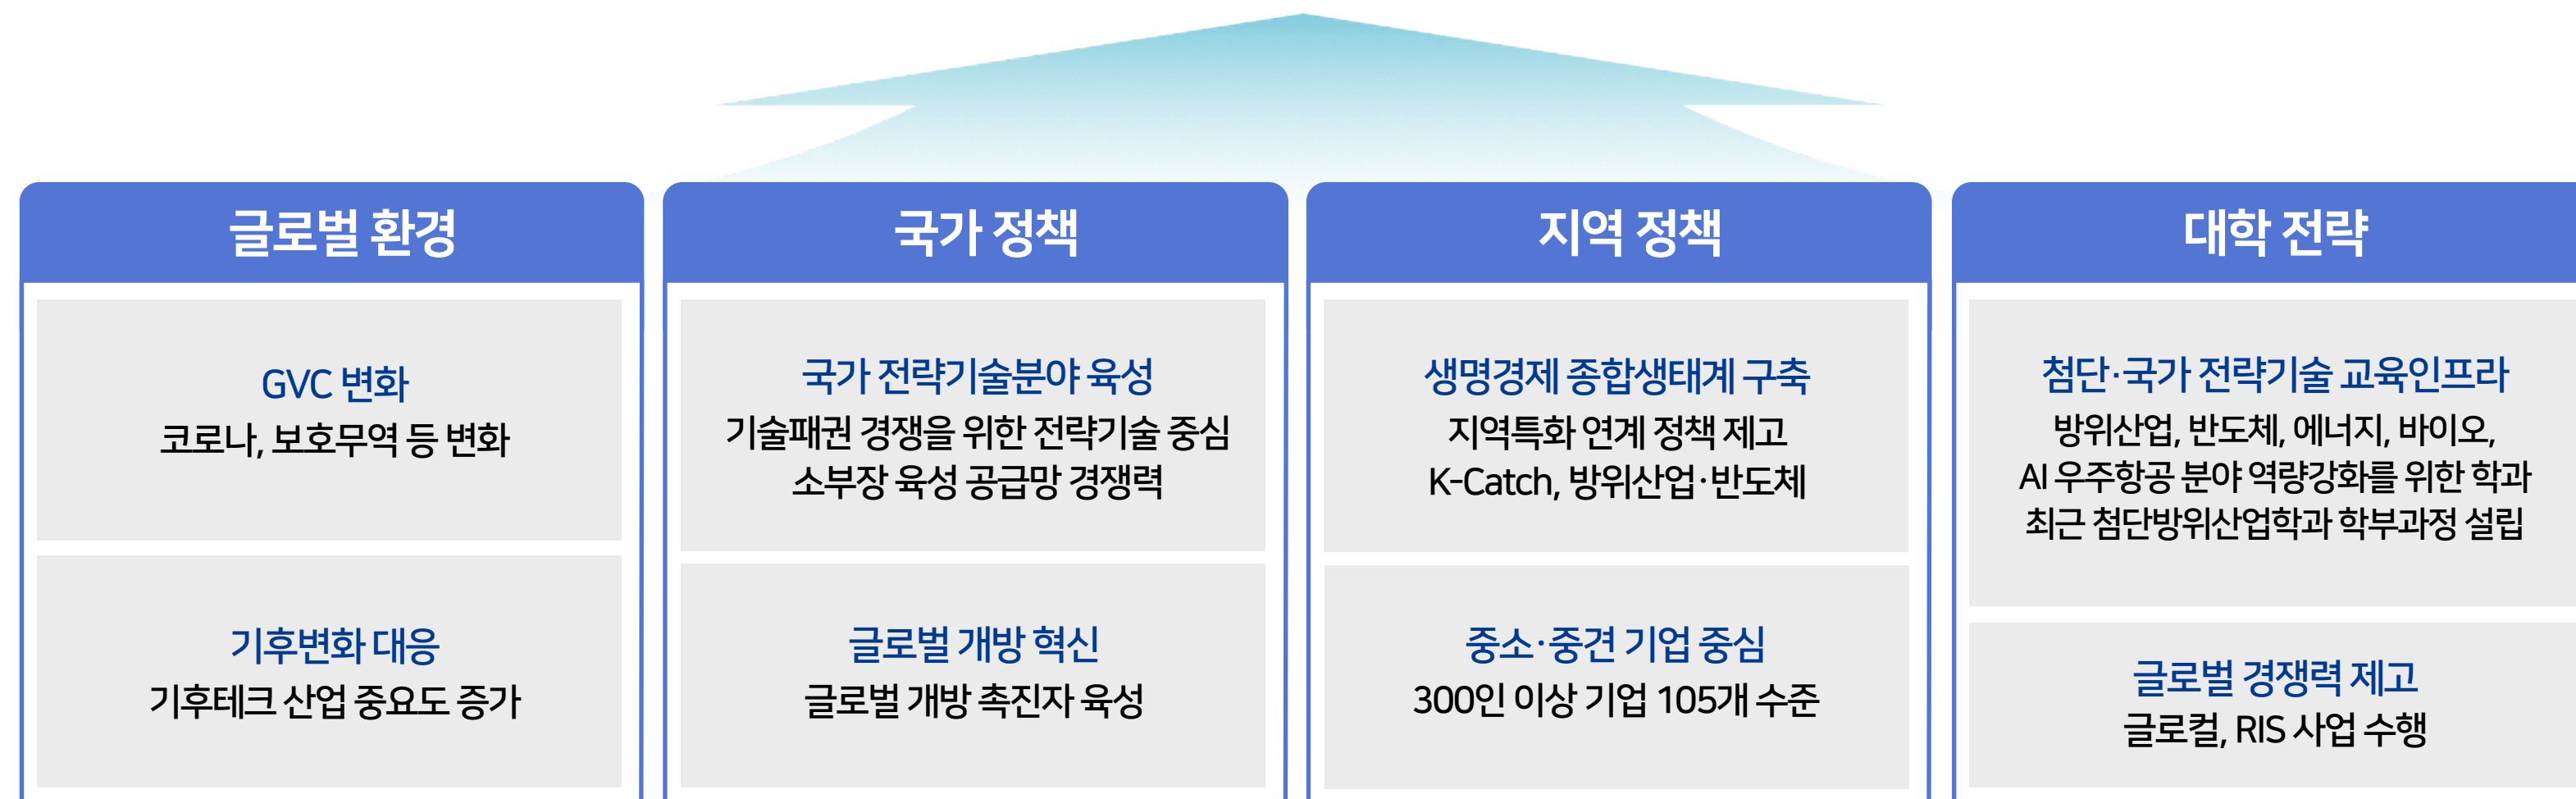 글로벌 환경
GVC 변화
코로나, 보호무역 등 변화
기후변화 대응
기후테크 산업 중요도 증가
국가 정책
국가 전략기술분야 육성
기술패권 경쟁을 위한 전략기술 중심
소부장 육성 공급망 경쟁력
글로벌 개방 혁신
글로벌 개방 촉진자 육성
지역 정책
생명경제 종합생태계 구축
지역특화 연계 정책 제고
K-Catch, 방위산업·반도체
중소·중견 기업 중심
300인 이상 기업 105개 수준
대학 전략
첨단·국가 전략기술 교육인프라
방위산업, 반도체, 에너지, 바이오,
AI 우주항공 분야 역량강화를 위한 학과
최근 첨단방위산업학과 학부과정 설립
글로벌 경쟁력 제고
글로컬, RIS 사업 수행